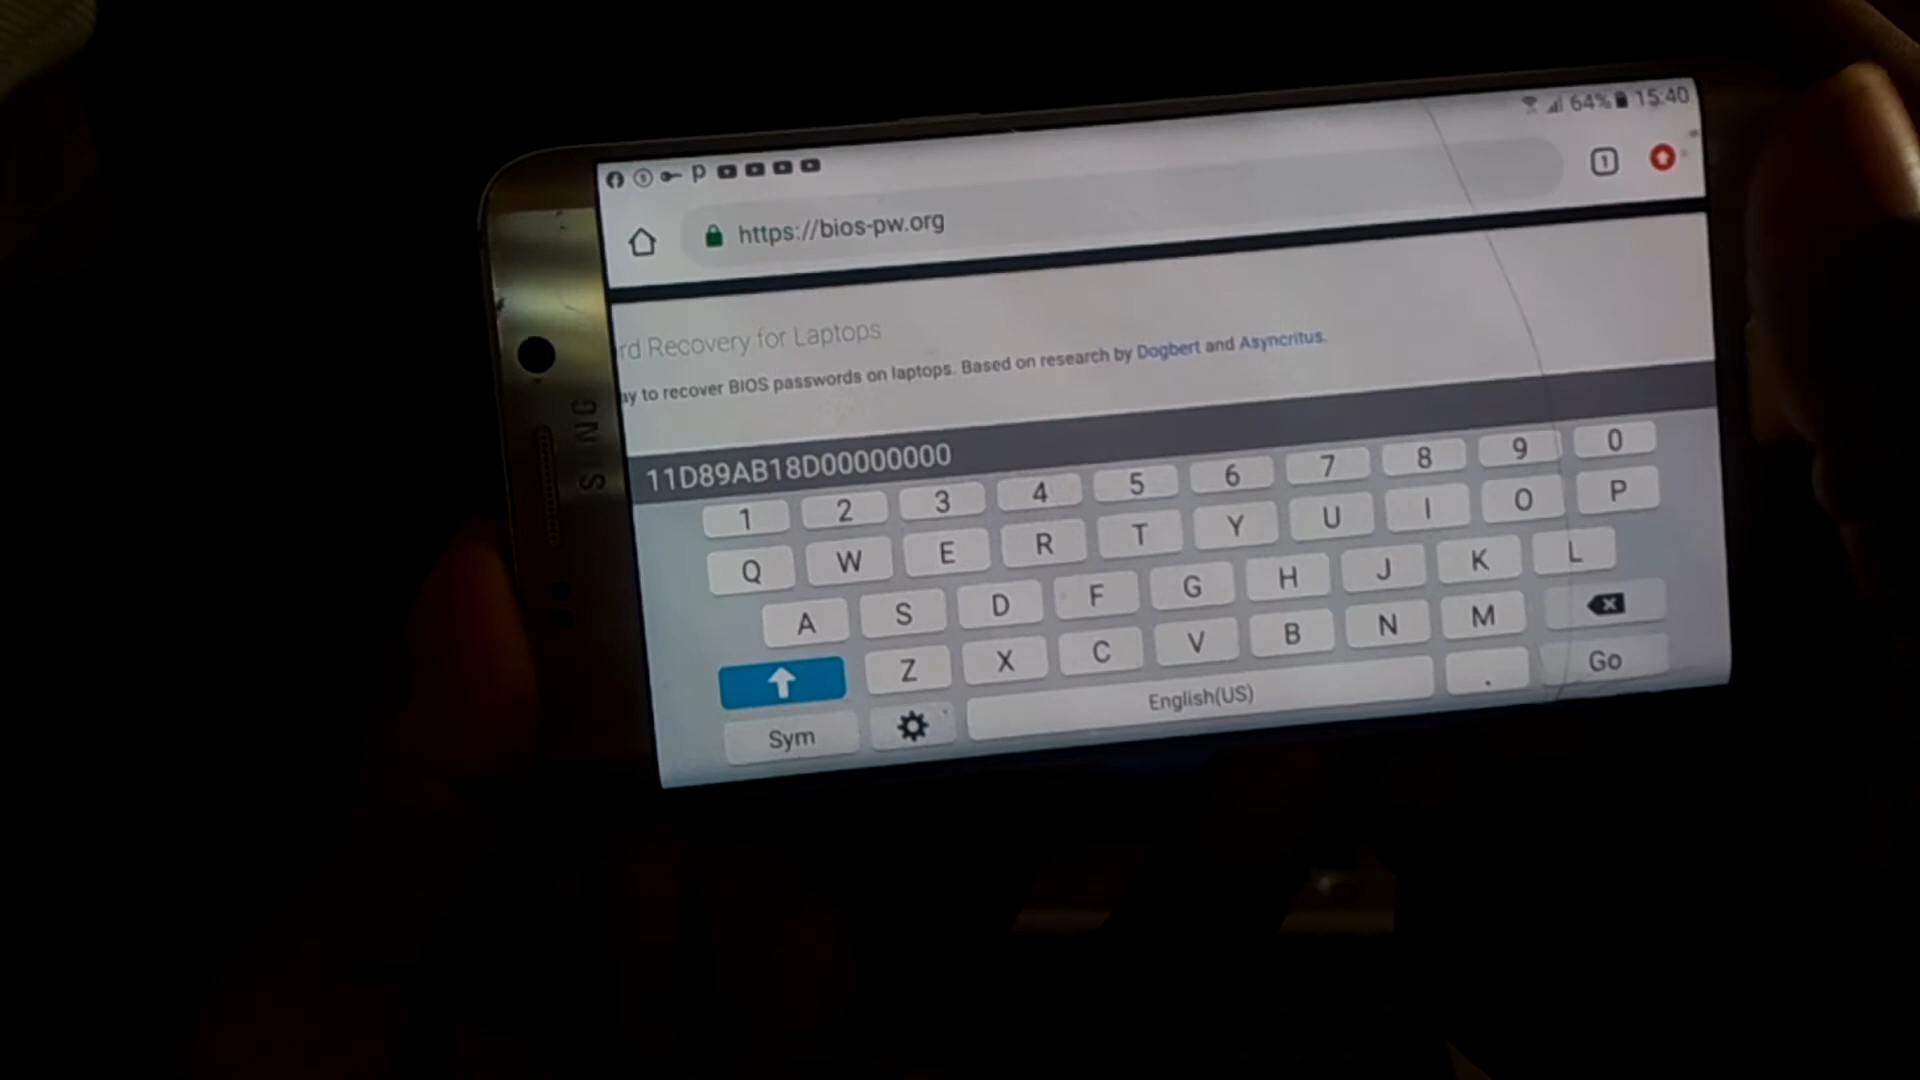 64% 15:40
1
https://bios-pw.org
rd Recovery for Laptops
ay to recover BIOS passwords on laptops. Based on research by Dogbert and Asyncritus.
11D89AB18D00000000
1 2 3 4 5 6 7 8 9 0
Q W E R T Y U I O P
A S D F G H J K L
Z X C V B N M
Sym English(US) . Go